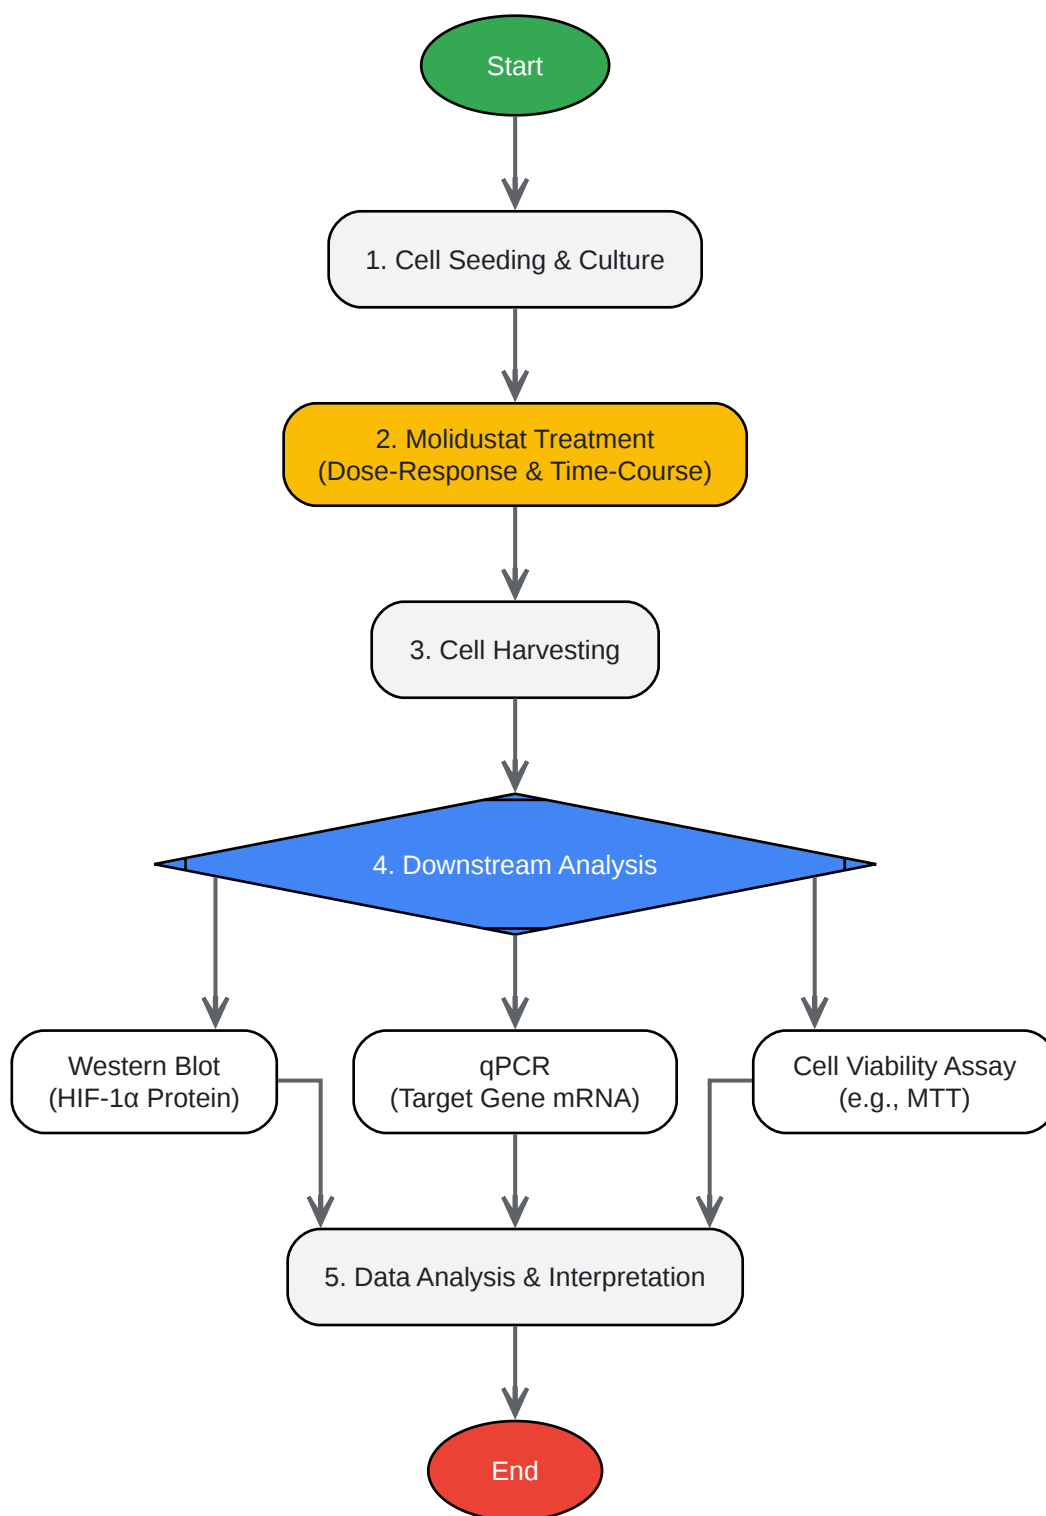 Start
1. Cell Seeding & Culture
2. Molidustat Treatment
(Dose-Response & Time-Course)
3. Cell Harvesting
4. Downstream Analysis
Western Blot
(HIF-1α Protein)
qPCR
(Target Gene mRNA)
Cell Viability Assay
(e.g., MTT)
5. Data Analysis & Interpretation
End